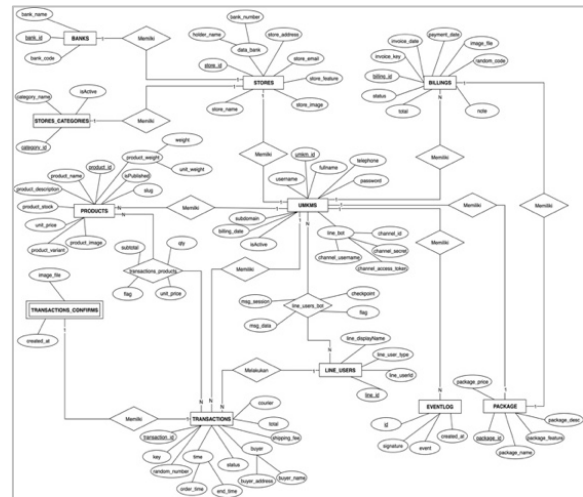 bank_name
bank_id
bank_code
BANKS
Memiliki
bank_number
holder_name
data_bank
store_address
store_email
store_id
store_feature
store_name
store_image
STORES
invoice_date
payment_date
image_file
invoice_key
random_code
billing_id
status
total
note
BILLINGS
category_name
isActive
STORES_CATEGORIES
category_id
Memiliki
Memiliki
Memiliki
Memiliki
product_name
product_id
product_weight
weight
unit_weight
isPublished
slug
product_description
product_stock
unit_price
product_variant
product_image
PRODUCTS
Memiliki
umkm_id
fullname
telephone
username
password
UMKMS
subdomain
billing_date
isActive
line_bot
channel_id
channel_secret
channel_username
channel_access_token
Memiliki
subtotal
qty
transactions_products
flag
unit_price
Memiliki
Memiliki
msg_session
checkpoint
line_users_bot
flag
msg_data
image_file
TRANSACTIONS_CONFIRMS
created_at
Melakukan
line_displayName
line_user_type
line_userId
line_id
LINE_USERS
Memiliki
courier
total
shipping_fee
TRANSACTIONS
transaction_id
key
random_number
time
status
buyer
order_time
end_time
buyer_address
buyer_name
EVENTLOG
id
signature
event
created_at
package_price
PACKAGE
package_desc
package_feature
package_id
package_name